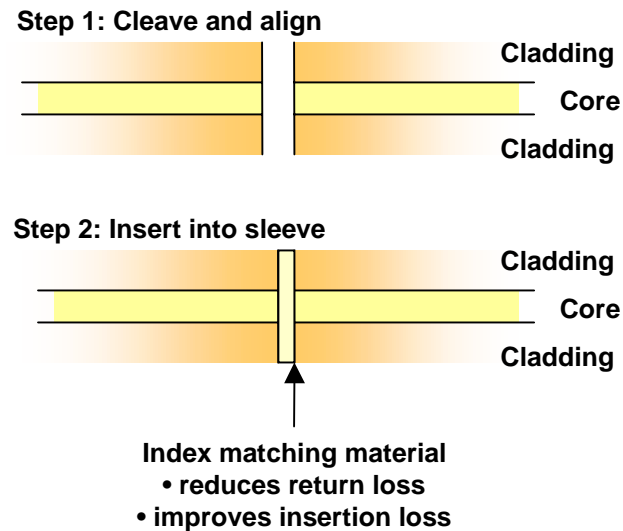 Step 1: Cleave and align
Cladding
Core
Cladding
Step 2: Insert into sleeve
Cladding
Core
Cladding
Index matching material
• reduces return loss
• improves insertion loss